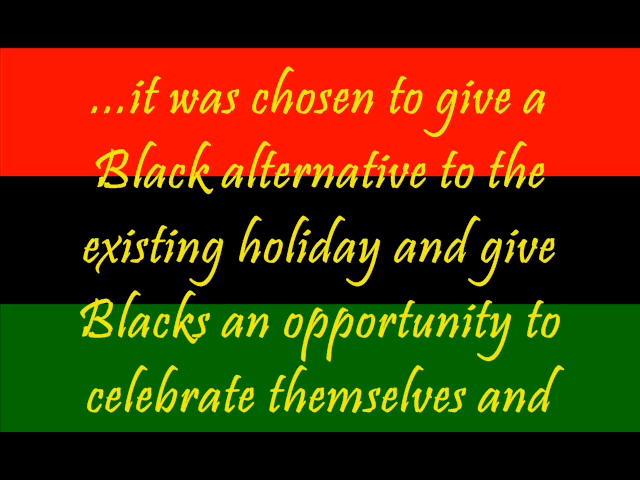 ...it was chosen to give a
Black alternative to the
existing holiday and give
Blacks an opportunity to
celebrate themselves and